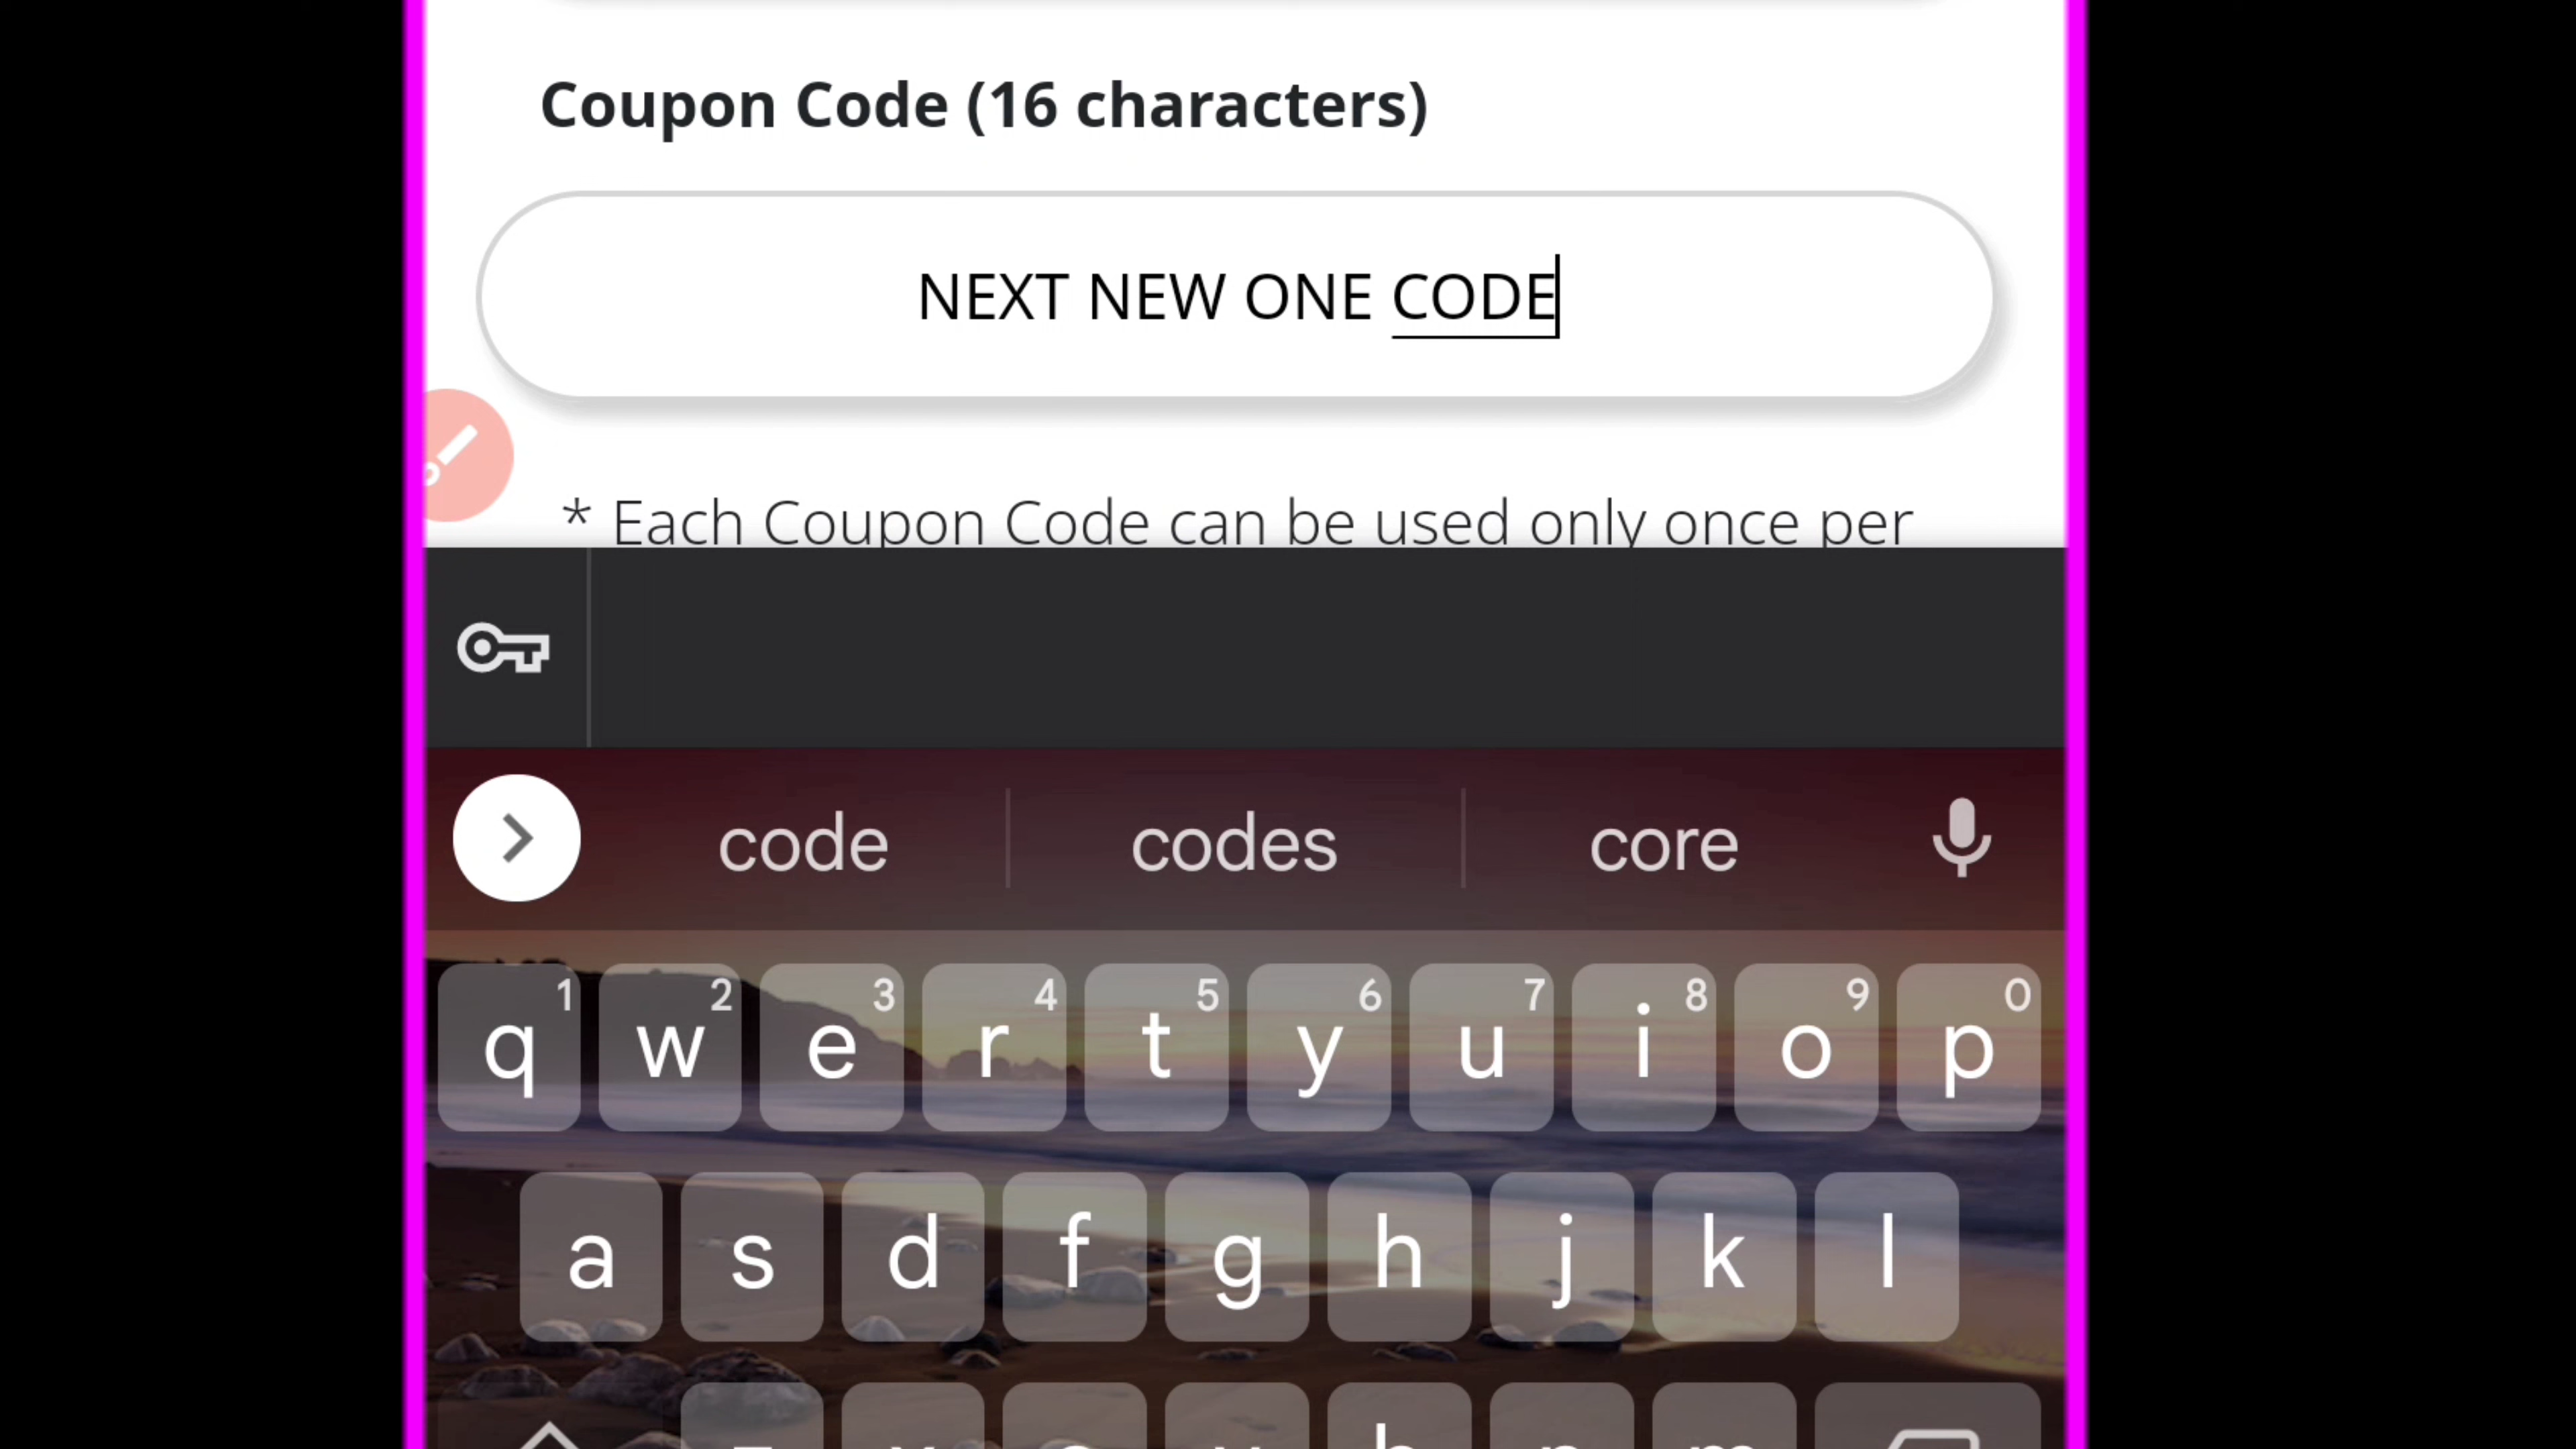 Coupon Code (16 characters)
NEXT NEW ONE CODE
* Each Coupon Code can be used only once per
code codes core
q 1 w 2 e 3 r 4 t 5 y 6 u 7 i 8 o 9 p 0
a s d f g h j k l